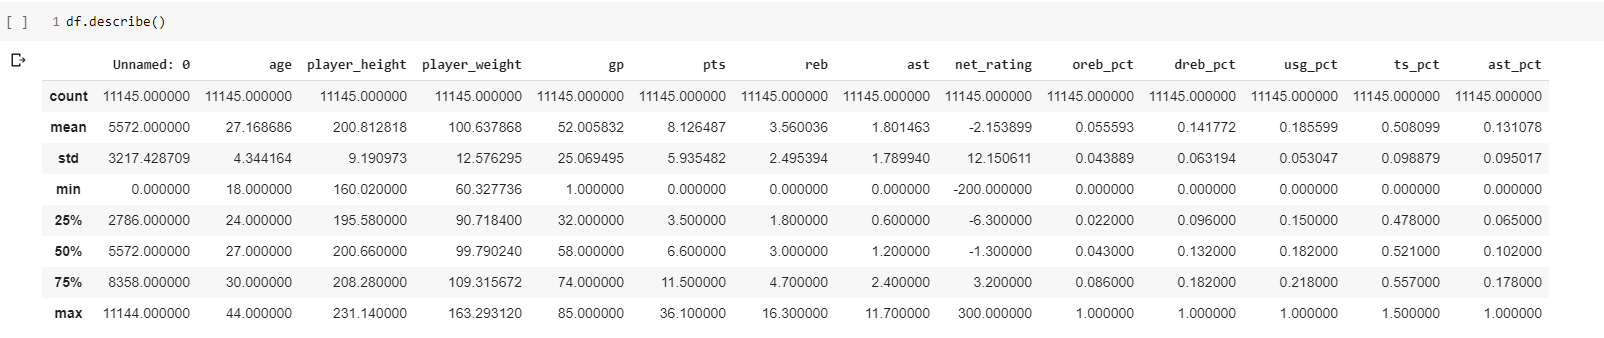 [ ] 1 df.describe()
Unnamed: 0 age player_height player_weight gp pts reb ast net_rating oreb_pct dreb_pct usg_pct ts_pct ast_pct
count 11145.000000 11145.000000 11145.000000 11145.000000 11145.000000 11145.000000 11145.000000 11145.000000 11145.000000 11145.000000 11145.000000 11145.000000 11145.000000 11145.000000
mean 5572.000000 27.168686 200.812818 100.637868 52.005832 8.126487 3.560036 1.801463 -2.153899 0.055593 0.141772 0.185599 0.508099 0.131078
std 3217.428709 4.344164 9.190973 12.576295 25.069495 5.935482 2.495394 1.789940 12.150611 0.043889 0.063194 0.053047 0.098879 0.095017
min 0.000000 18.000000 160.020000 60.327736 1.000000 0.000000 0.000000 0.000000 -200.000000 0.000000 0.000000 0.000000 0.000000 0.000000
25% 2786.000000 24.000000 195.580000 90.718400 32.000000 3.500000 1.800000 0.600000 -6.300000 0.022000 0.096000 0.150000 0.478000 0.065000
50% 5572.000000 27.000000 200.660000 99.790240 58.000000 6.600000 3.000000 1.200000 -1.300000 0.043000 0.132000 0.182000 0.521000 0.102000
75% 8358.000000 30.000000 208.280000 109.315672 74.000000 11.500000 4.700000 2.400000 3.200000 0.086000 0.182000 0.218000 0.557000 0.178000
max 11144.000000 44.000000 231.140000 163.293120 85.000000 36.100000 16.300000 11.700000 300.000000 1.000000 1.000000 1.000000 1.500000 1.000000